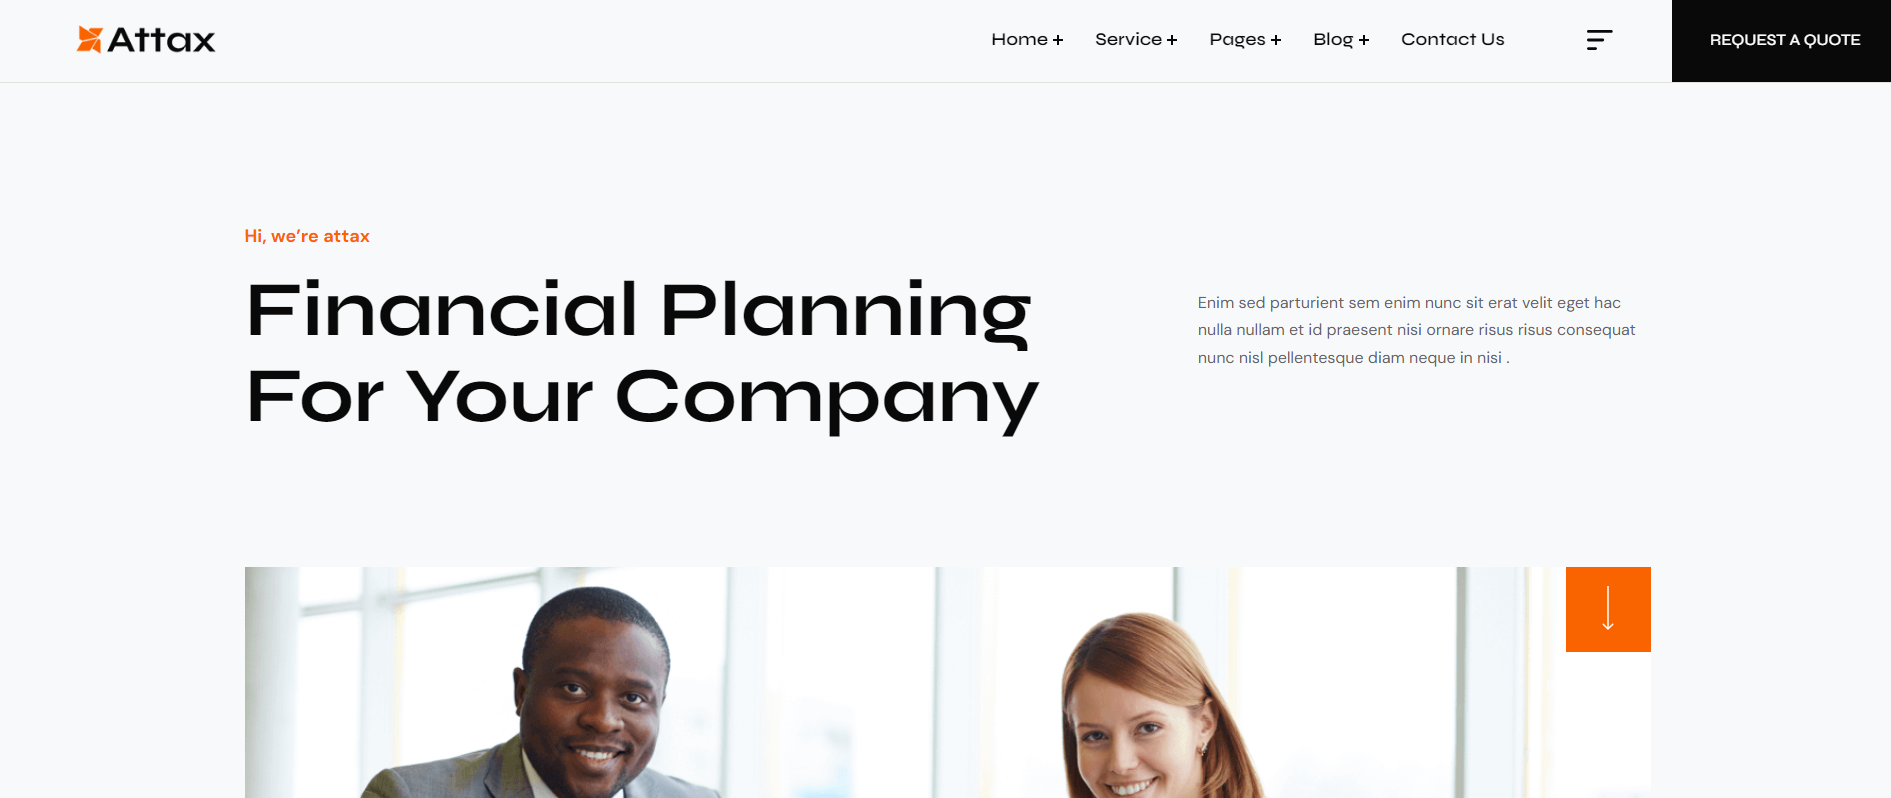 Attax
Home + Service + Pages + Blog + Contact Us
REQUEST A QUOTE
Hi, we’re attax
Financial Planning
For Your Company
Enim sed parturient sem enim nunc sit erat velit eget hac
nulla nullam et id praesent nisi ornare risus risus consequat
nunc nisl pellentesque diam neque in nisi .